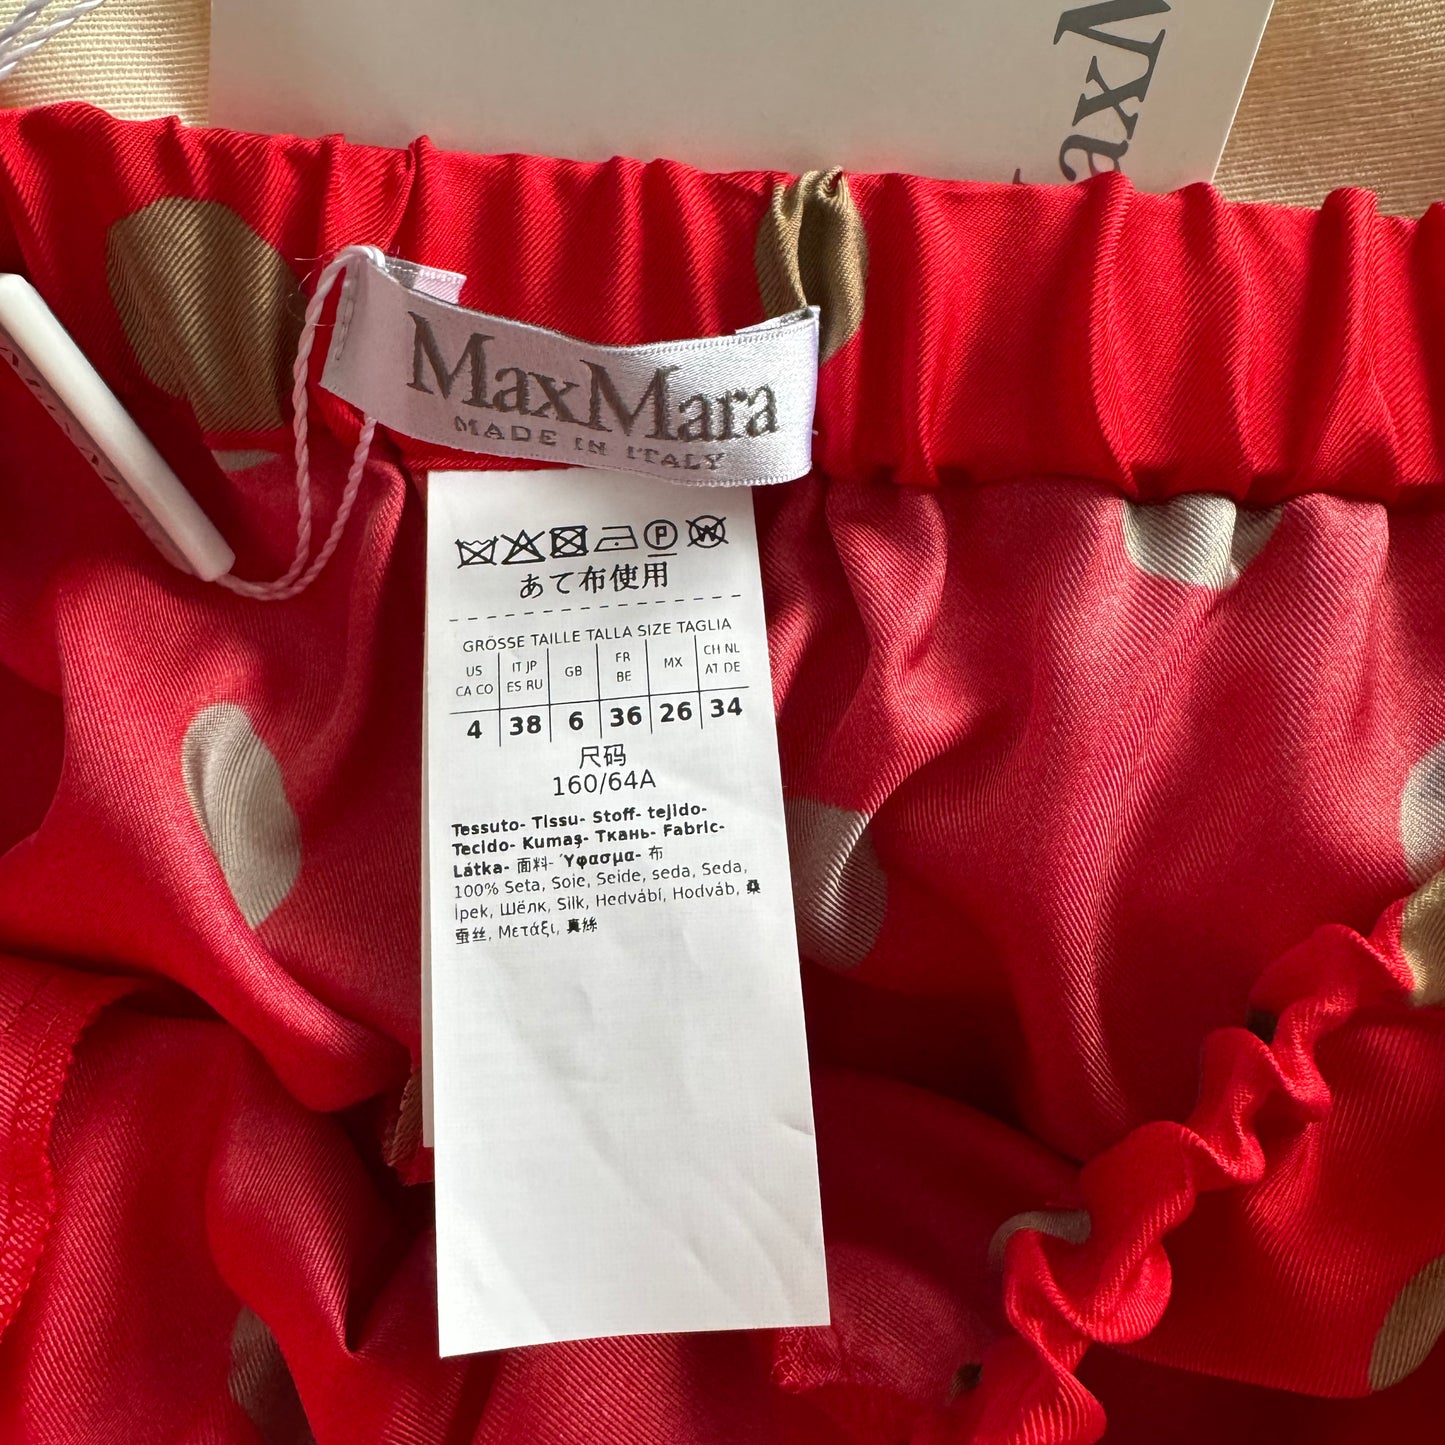 MaxMara
MADE IN ITALY
あて布使用
GRÖSSE TAILLE TALLA SIZE TAGLIA
US CA CO IT JP ES RU GB FR BE MX CH NL AT DE
4 38 6 36 26 34
尺码
160/64A
Tessuto- Tissu- Stoff- tejido-
Tecido- Kumaş- Ткань- Fabric-
Látka- 面料- Ύφασμα- 布
100% Seta, Soie, Seide, seda, Seda,
İpek, Шёлк, Silk, Hedvábí, Hodváb, 桑
蚕丝, Μετάξι, 真絲